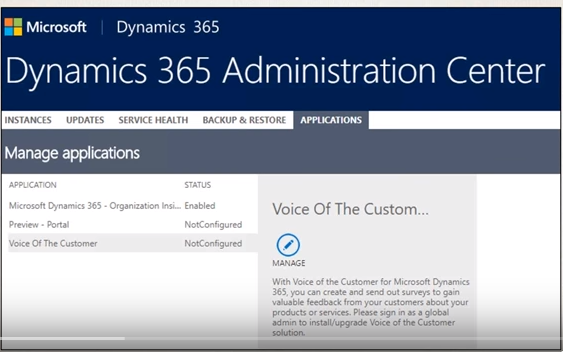 Microsoft | Dynamics 365
Dynamics 365 Administration Center
INSTANCES UPDATES SERVICE HEALTH BACKUP & RESTORE APPLICATIONS
Manage applications
APPLICATION STATUS
Microsoft Dynamics 365 - Organization Insi... Enabled
Preview - Portal NotConfigured
Voice Of The Customer NotConfigured
Voice Of The Custom...
MANAGE
With Voice of the Customer for Microsoft Dynamics
365, you can create and send out surveys to gain
valuable feedback from your customers about your
products or services. Please sign in as a global
admin to install/upgrade Voice of the Customer
solution.